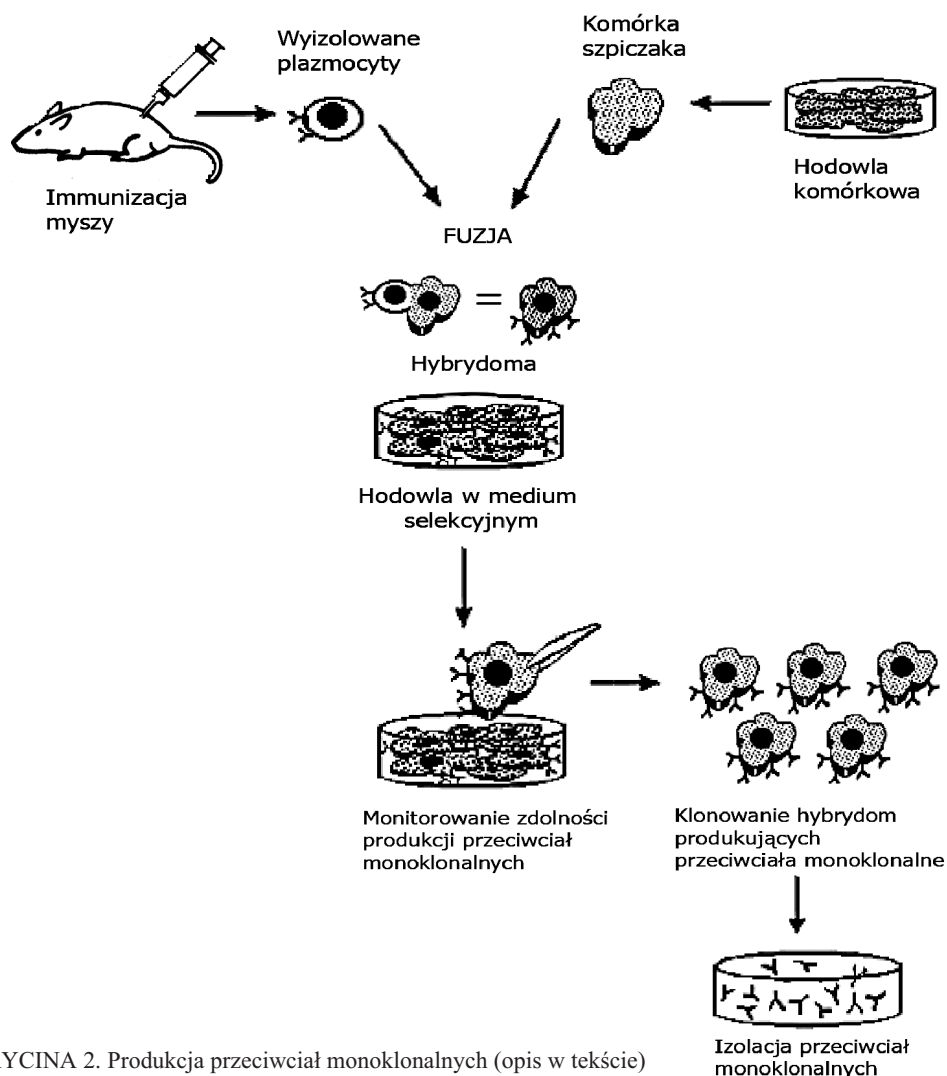 Wyizolowane
plazmocyty
Komórka
szpiczaka
Immunizacja
myszy
Hodowla
komórkowa
FUZJA
=
Hybrydoma
Hodowla w medium
selekcyjnym
Monitorowanie zdolności
produkcji przeciwciał
monoklonalnych
Klonowanie hybrydom
produkujących
przeciwciała monoklonalne
Izolacja przeciwciał
monoklonalnych
YCINA 2. Produkcja przeciwciał monoklonalnych (opis w tekście)